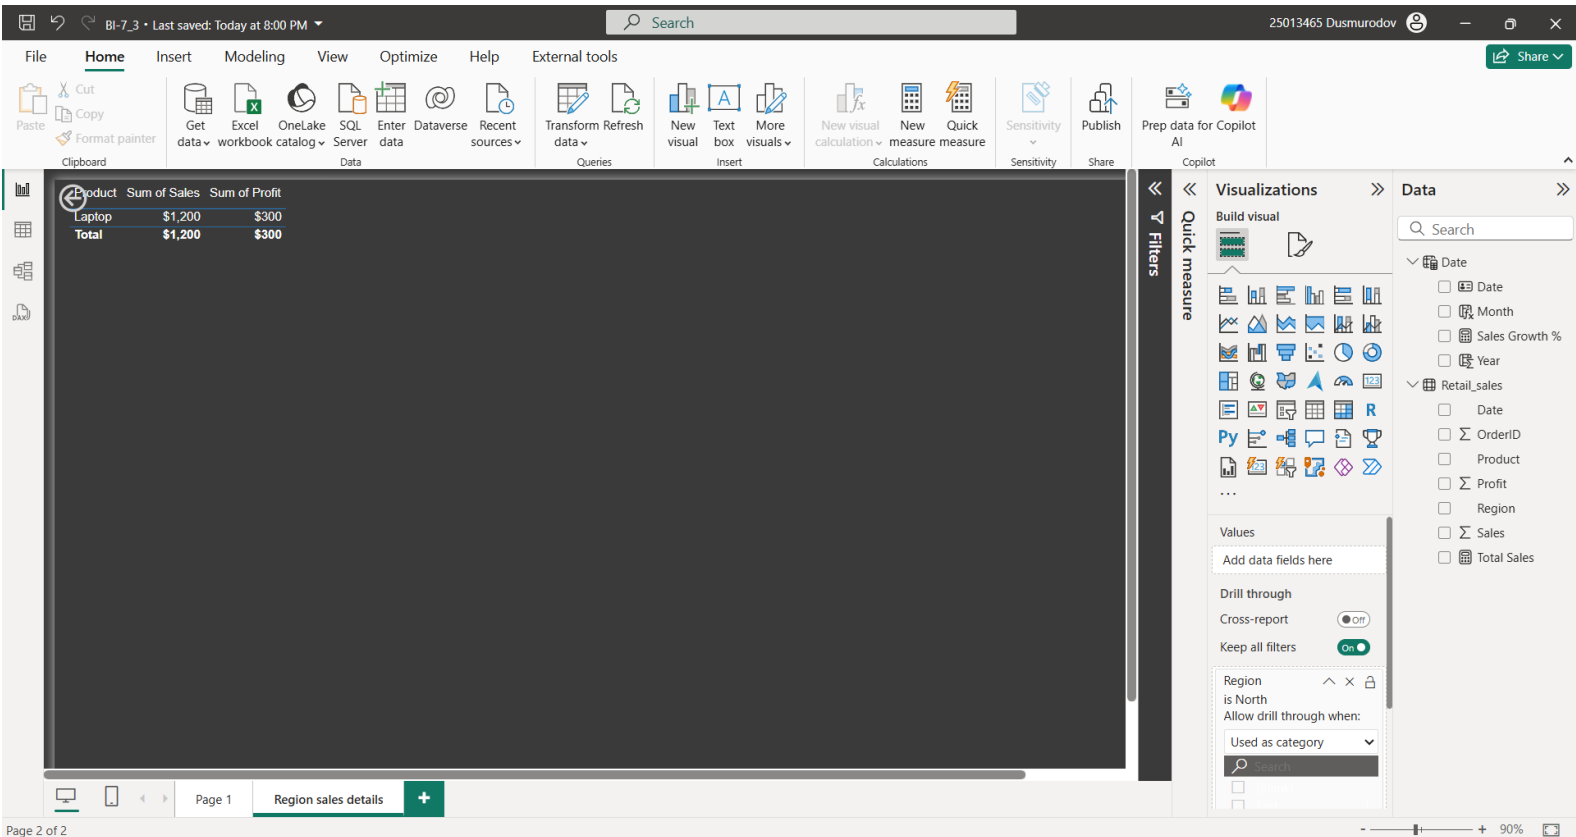 BI-7_3 • Last saved: Today at 8:00 PM
Search
25013465 Dusmurodov
File Home Insert Modeling View Optimize Help External tools
Share
Paste
Cut
Copy
Format painter
Clipboard
Get data
Excel workbook
OneLake catalog
SQL Server
Enter data
Dataverse
Recent sources
Data
Transform data
Refresh
Queries
New visual
Text box
More visuals
Insert
New visual calculation
New measure
Quick measure
Calculations
Sensitivity
Sensitivity
Publish
Share
Prep data for AI
Copilot
Copilot
Product Sum of Sales Sum of Profit
Laptop $1,200 $300
Total $1,200 $300
Filters
Quick measure
Visualizations
Build visual
123
R
Py
123
...
Values
Add data fields here
Drill through
Cross-report Off
Keep all filters On
Region
is North
Allow drill through when:
Used as category
Search
Data
Search
Date
Date
Month
Sales Growth %
Year
Retail_sales
Date
OrderID
Product
Profit
Region
Sales
Total Sales
DAX
Page 1 Region sales details +
Page 2 of 2
- + 90%